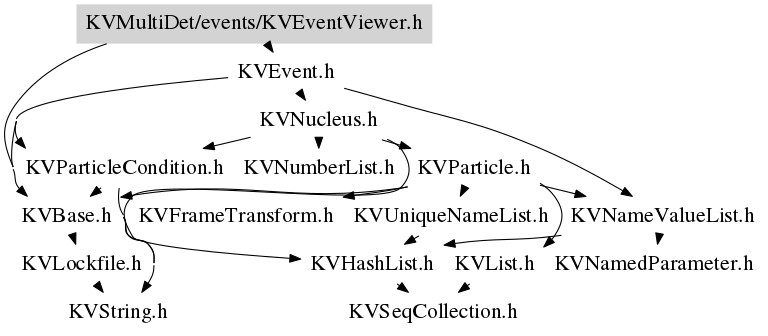 KVMultiDet/events/KVEventViewer.h
KVEvent.h
KVNucleus.h
KVParticleCondition.h KVNumberList.h KVParticle.h
KVBase.h KVFrameTransform.h KVUniqueNameList.h KVNameValueList.h
KVLockfile.h KVHashList.h KVList.h KVNamedParameter.h
KVString.h KVSeqCollection.h